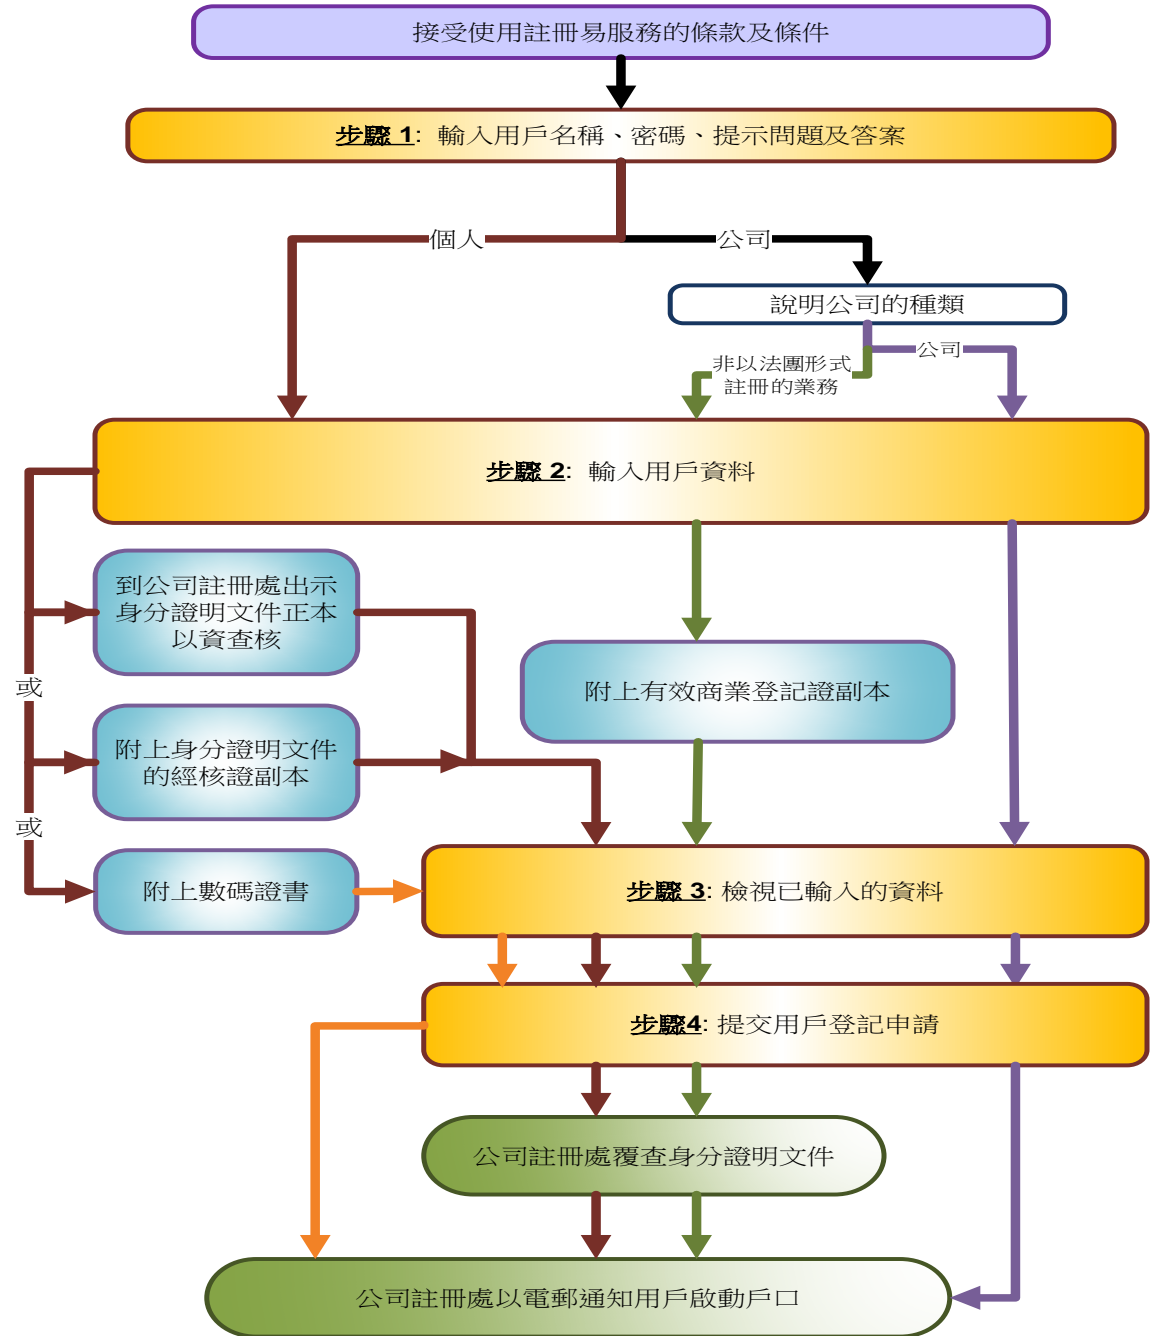 接受使用註冊易服務的條款及條件
步驟 1: 輸入用戶名稱、密碼、提示問題及答案
個人
公司
說明公司的種類
公司
非以法團形式
註冊的業務
步驟 2: 輸入用戶資料
到公司註冊處出示
身分證明文件正本
以資查核
或
附上有效商業登記證副本
附上身分證明文件
的經核證副本
或
附上數碼證書
步驟 3: 檢視已輸入的資料
步驟4: 提交用戶登記申請
公司註冊處覆查身分證明文件
公司註冊處以電郵通知用戶啟動戶口